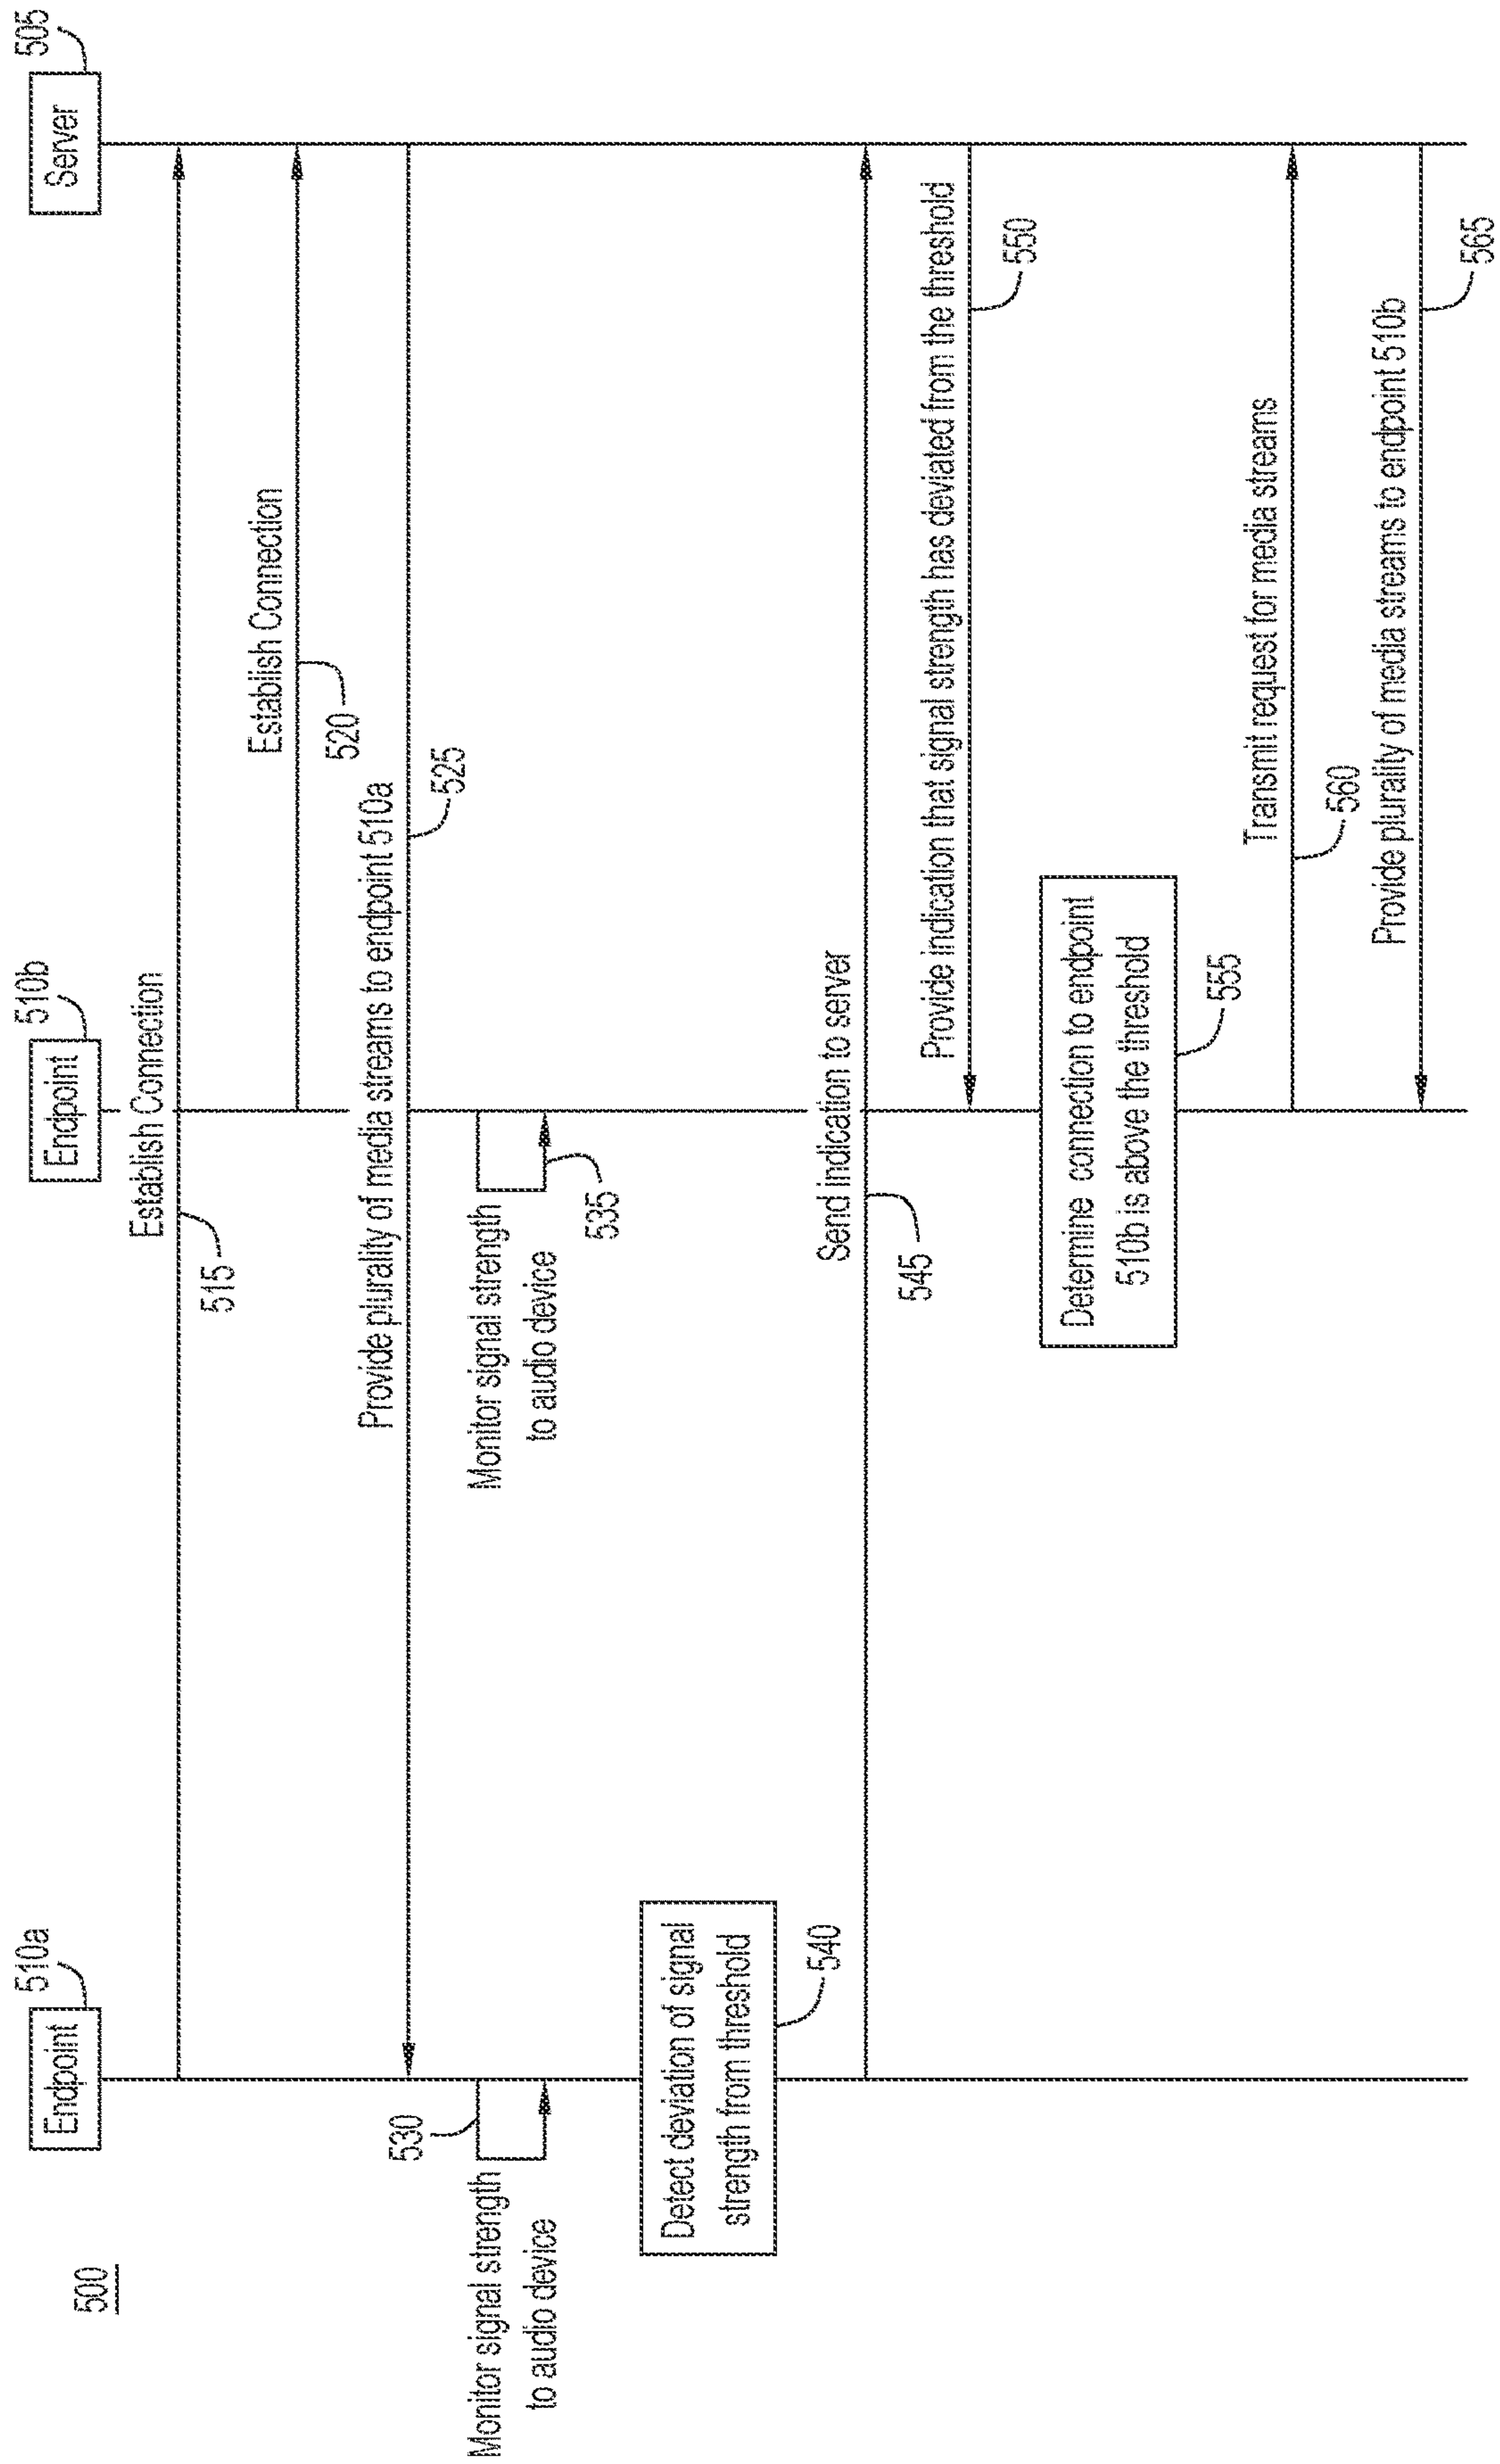 500
510a
Endpoint
510b
Endpoint
505
Server
Establish Connection
515
Establish Connection
520
Provide plurality of media streams to endpoint 510a
525
530
Monitor signal strength
to audio device
Monitor signal strength
to audio device
535
Detect deviation of signal
strength from threshold
540
Send indication to server
545
Provide indication that signal strength has deviated from the threshold
550
Determine connection to endpoint
510b is above the threshold
555
Transmit request for media streams
560
Provide plurality of media streams to endpoint 510b
565